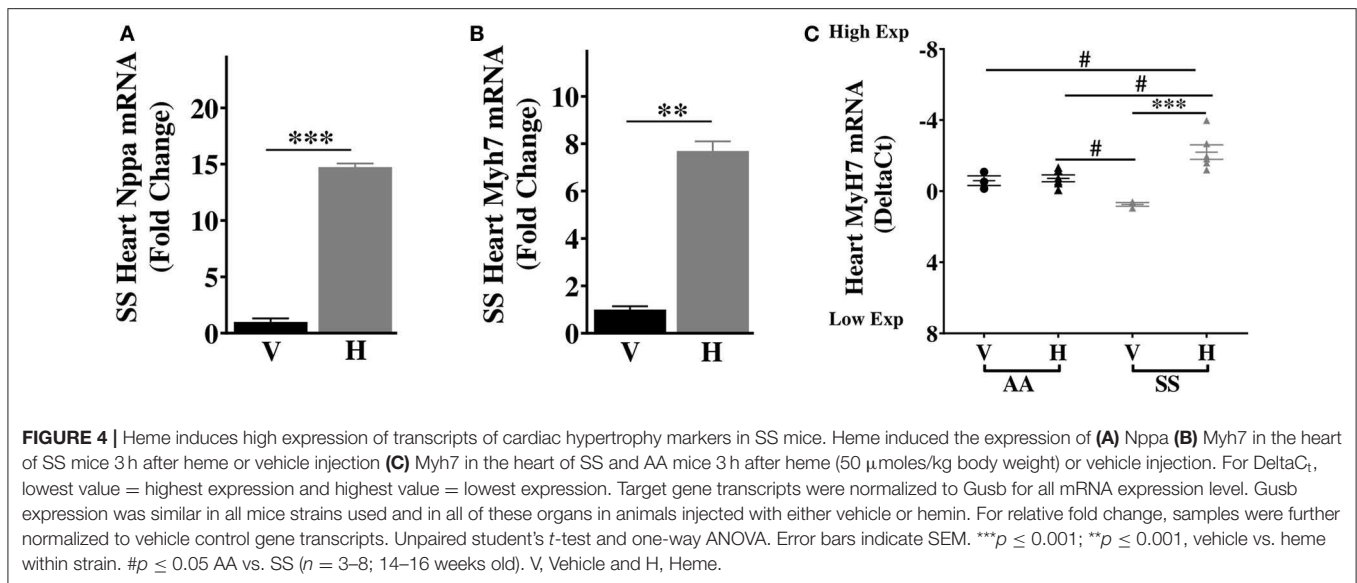 A
SS Heart Nppa mRNA
(Fold Change)
20
15
10
5
0
***
V
H
B
SS Heart Myh7 mRNA
(Fold Change)
10
8
6
4
2
0
**
V
H
C
High Exp
Heart MyH7 mRNA
(DeltaCt)
Low Exp
-8
-4
0
4
8
#
#
***
#
V
H
V
H
AA
SS
FIGURE 4 | Heme induces high expression of transcripts of cardiac hypertrophy markers in SS mice. Heme induced the expression of (A) Nppa (B) Myh7 in the heart
of SS mice 3 h after heme or vehicle injection (C) Myh7 in the heart of SS and AA mice 3 h after heme (50 μmoles/kg body weight) or vehicle injection. For DeltaCt,
lowest value = highest expression and highest value = lowest expression. Target gene transcripts were normalized to Gusb for all mRNA expression level. Gusb
expression was similar in all mice strains used and in all of these organs in animals injected with either vehicle or hemin. For relative fold change, samples were further
normalized to vehicle control gene transcripts. Unpaired student's t-test and one-way ANOVA. Error bars indicate SEM. ***p ≤ 0.001; **p ≤ 0.001, vehicle vs. heme
within strain. #p ≤ 0.05 AA vs. SS (n = 3–8; 14–16 weeks old). V, Vehicle and H, Heme.